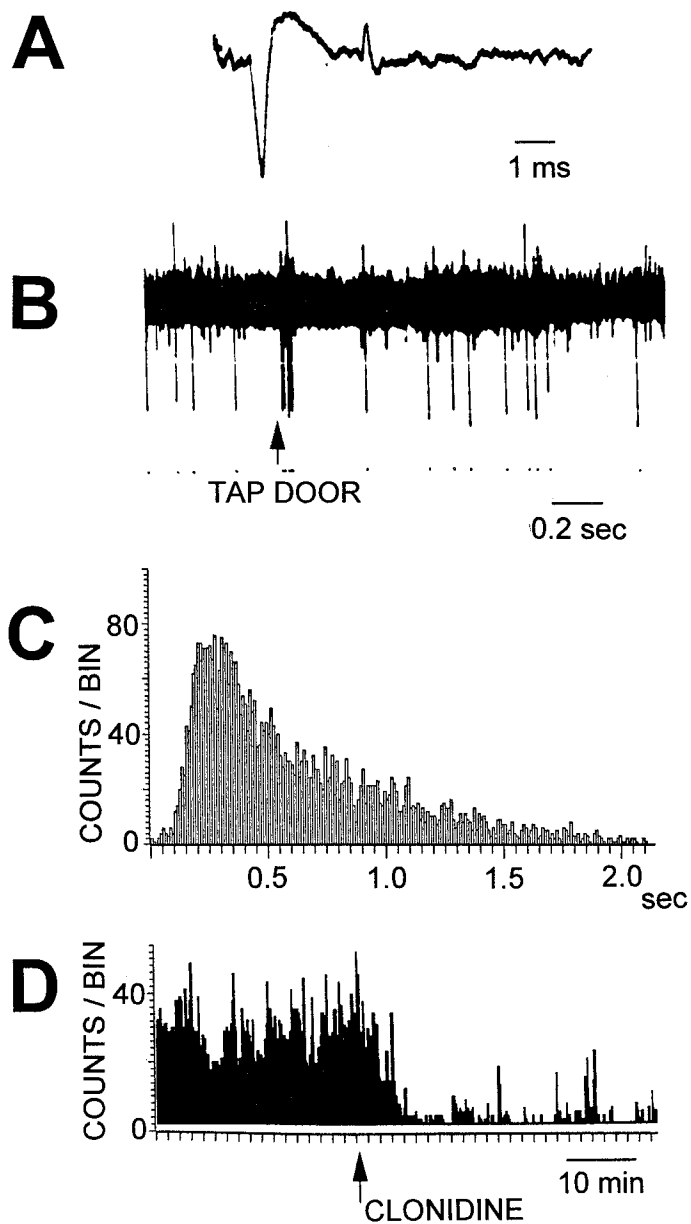 A
1 ms
B
TAP DOOR
0.2 sec
C
COUNTS / BIN
80
40
0
0.5
1.0
1.5
2.0
sec
D
COUNTS / BIN
40
0
10 min
CLONIDINE